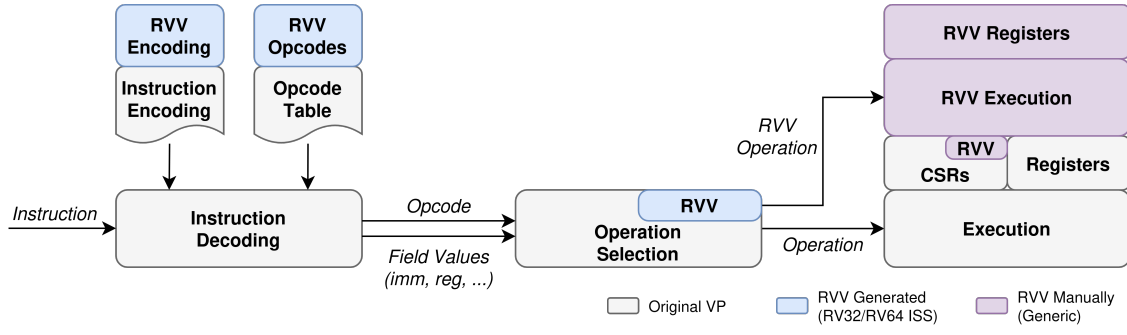 RVV
Encoding
Instruction
Encoding
RVV
Opcodes
Opcode
Table
Instruction
Instruction
Decoding
Opcode
Field Values
(imm, reg, ...)
RVV
Operation
Selection
RVV
Operation
Operation
RVV Registers
RVV Execution
RVV
CSRs
Registers
Execution
Original VP
RVV Generated
(RV32/RV64 ISS)
RVV Manually
(Generic)